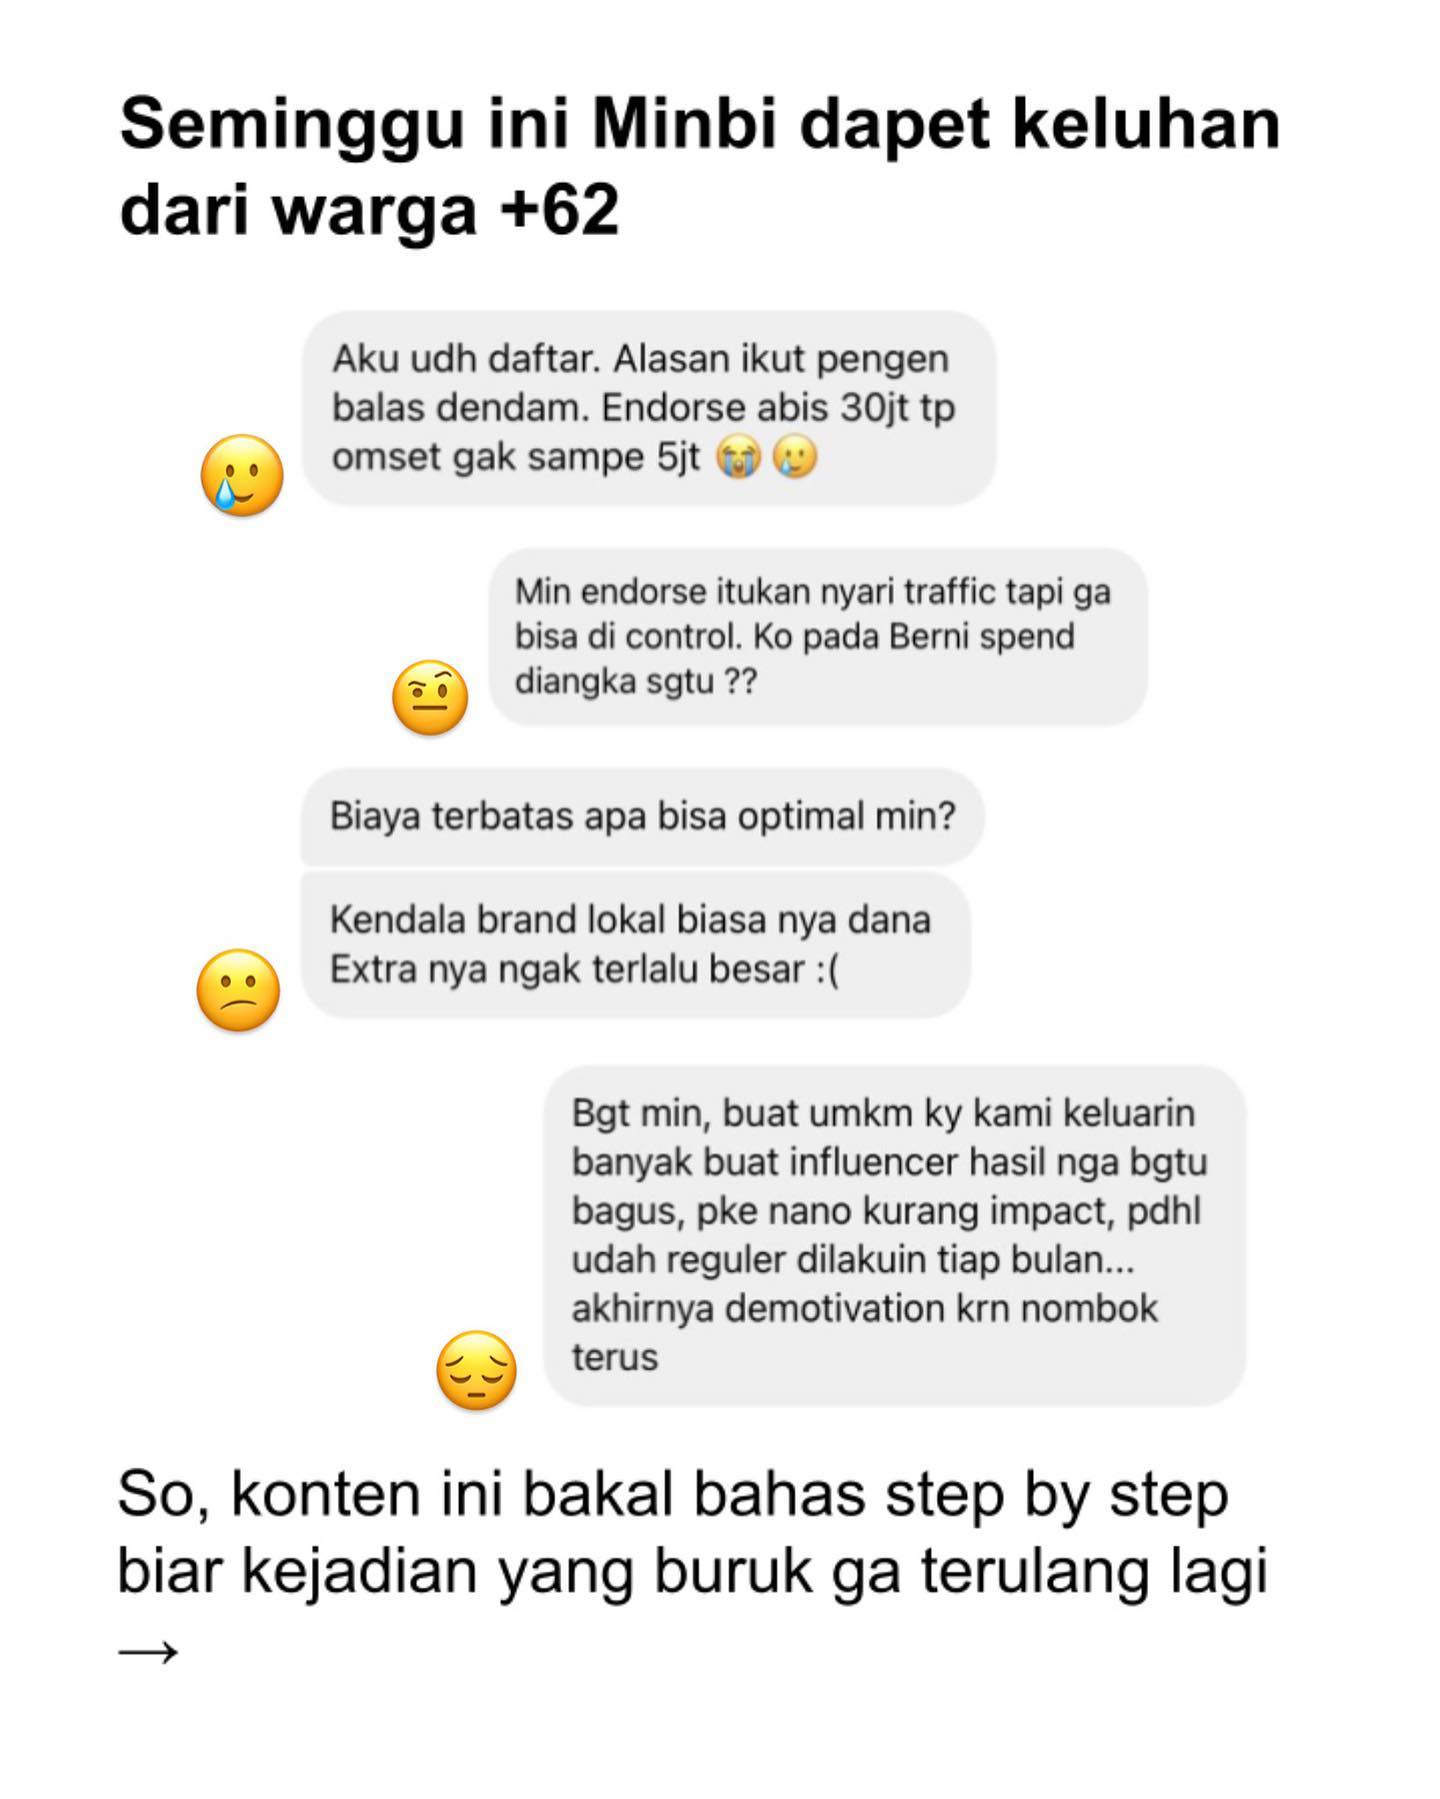 Seminggu ini Minbi dapet keluhan
dari warga +62
Aku udh daftar. Alasan ikut pengen
balas dendam. Endorse abis 30jt tp
omset gak sampe 5jt 😭🥲
Min endorse itukan nyari traffic tapi ga
bisa di control. Ko pada Berni spend
diangka sgtu ??
Biaya terbatas apa bisa optimal min?
Kendala brand lokal biasa nya dana
Extra nya ngak terlalu besar :(
Bgt min, buat umkm ky kami keluarin
banyak buat influencer hasil nga bgtu
bagus, pke nano kurang impact, pdhl
udah reguler dilakuin tiap bulan...
akhirnya demotivation krn nombok
terus
So, konten ini bakal bahas step by step
biar kejadian yang buruk ga terulang lagi
→